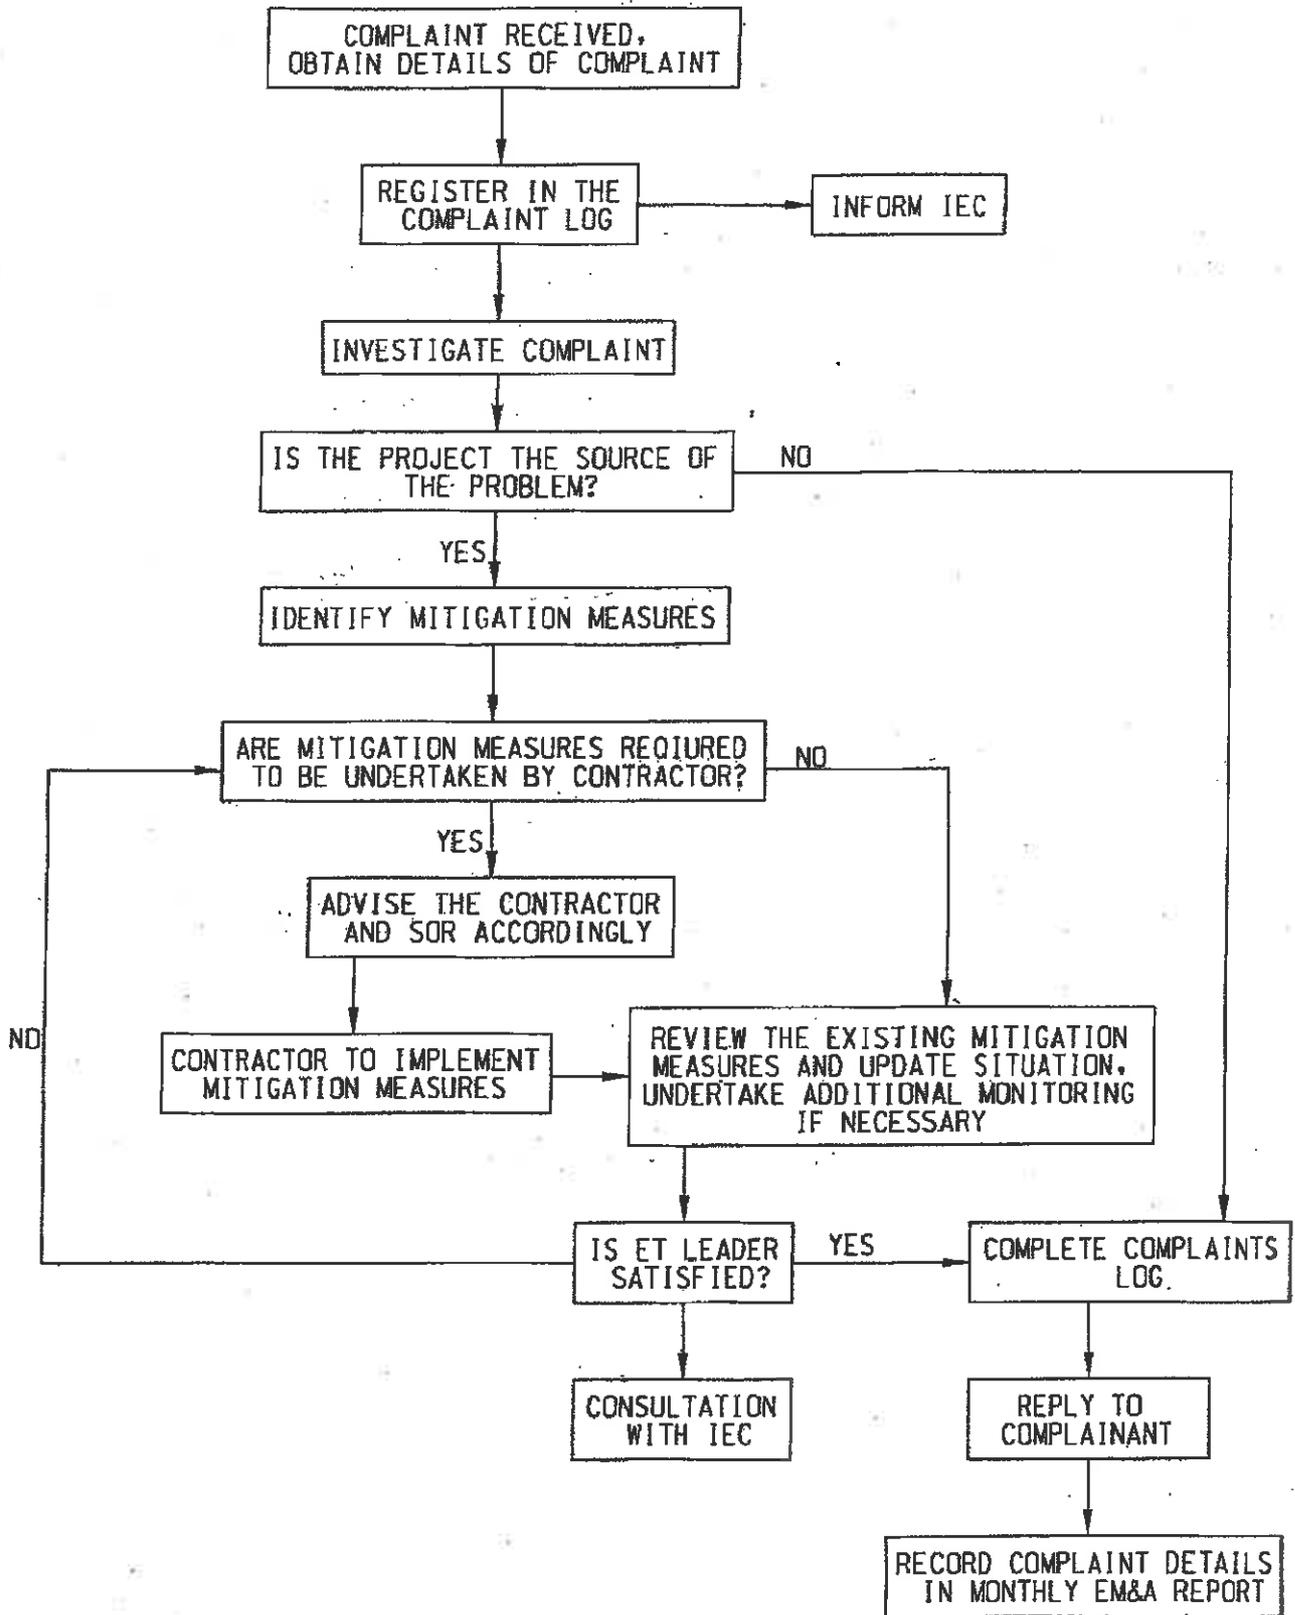 COMPLAINT RECEIVED,
OBTAIN DETAILS OF COMPLAINT
REGISTER IN THE
COMPLAINT LOG
INFORM IEC
INVESTIGATE COMPLAINT
IS THE PROJECT THE SOURCE OF
THE PROBLEM?
NO
YES
IDENTIFY MITIGATION MEASURES
ARE MITIGATION MEASURES REQIURED
TO BE UNDERTAKEN BY CONTRACTOR?
NO
YES
ADVISE THE CONTRACTOR
AND SOR ACCORDINGLY
NO
CONTRACTOR TO IMPLEMENT
MITIGATION MEASURES
REVIEW THE EXISTING MITIGATION
MEASURES AND UPDATE SITUATION.
UNDERTAKE ADDITIONAL MONITORING
IF NECESSARY
IS ET LEADER
SATISFIED?
YES
COMPLETE COMPLAINTS
LOG.
CONSULTATION
WITH IEC
REPLY TO
COMPLAINANT
RECORD COMPLAINT DETAILS
IN MONTHLY EM&A REPORT